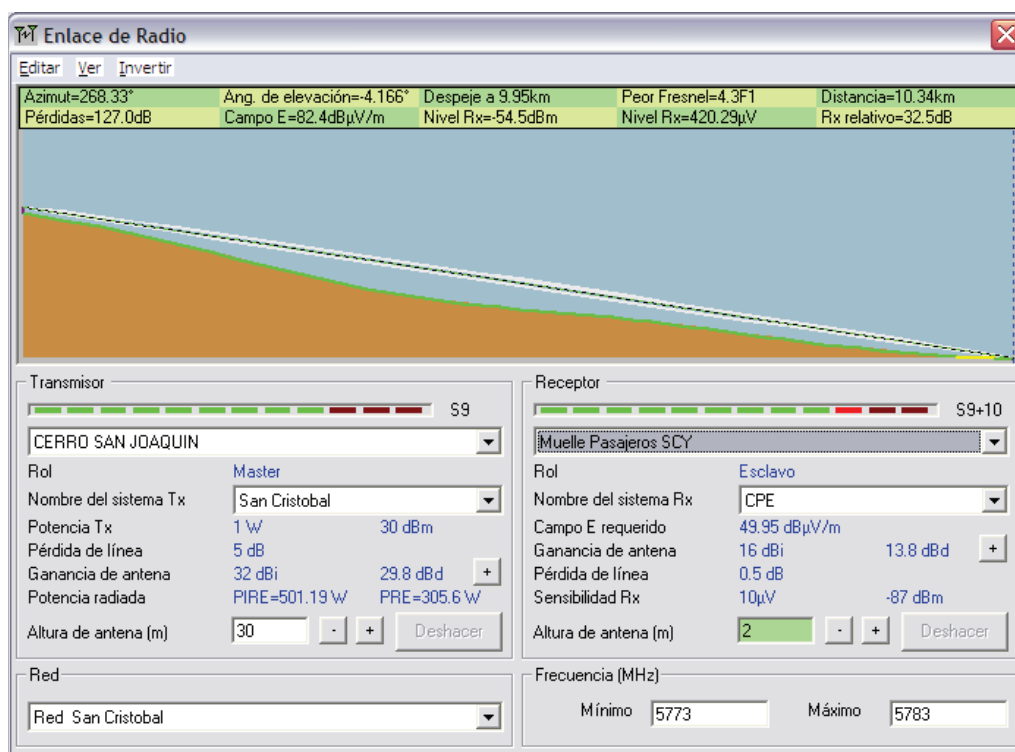 Enlace de Radio
Editar Ver Invertir
Azimut=268.33° Ang. de elevación=-4.166° Despeje a 9.95km Peor Fresnel=4.3F1 Distancia=10.34km
Pérdidas=127.0dB Campo E=82.4dBµV/m Nivel Rx=-54.5dBm Nivel Rx=420.29µV Rx relativo=32.5dB
Transmisor
S9
CERRO SAN JOAQUIN
Rol Master
Nombre del sistema Tx San Cristobal
Potencia Tx 1 W 30 dBm
Pérdida de línea 5 dB
Ganancia de antena 32 dBi 29.8 dBd +
Potencia radiada PIRE=501.19 W PRE=305.6 W
Altura de antena (m) 30 - + Deshacer
Red
Red San Cristobal
Receptor
S9+10
Muelle Pasajeros SCY
Rol Esclavo
Nombre del sistema Rx CPE
Campo E requerido 49.95 dBµV/m
Ganancia de antena 16 dBi 13.8 dBd +
Pérdida de línea 0.5 dB
Sensibilidad Rx 10µV -87 dBm
Altura de antena (m) 2 - + Deshacer
Frecuencia (MHz)
Mínimo 5773 Máximo 5783